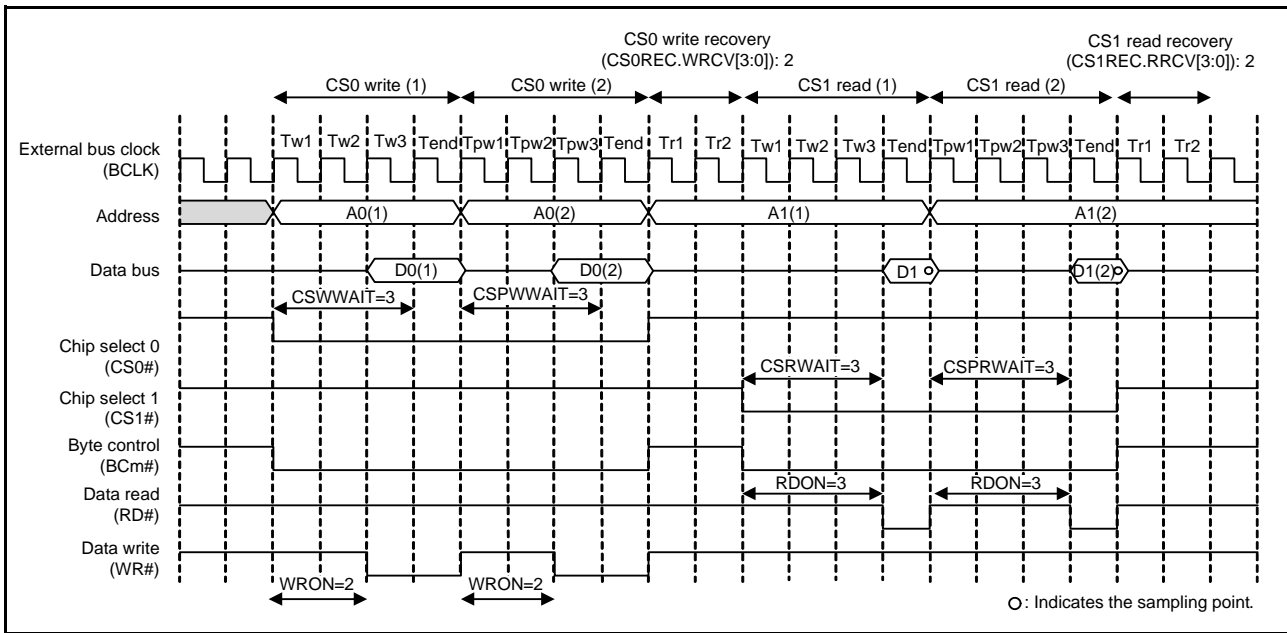 CS0 write recovery
(CS0REC.WRCV[3:0]): 2
CS1 read recovery
(CS1REC.RRCV[3:0]): 2
CS0 write (1) CS0 write (2) CS1 read (1) CS1 read (2)
Tw1 Tw2 Tw3 Tend Tpw1 Tpw2 Tpw3 Tend Tr1 Tr2 Tw1 Tw2 Tw3 Tend Tpw1 Tpw2 Tpw3 Tend Tr1 Tr2
External bus clock
(BCLK)
Address A0(1) A0(2) A1(1) A1(2)
Data bus D0(1) D0(2) D1 D1(2)
CSWWAIT=3 CSPWWAIT=3
Chip select 0
(CS0#)
CSRWAIT=3 CSPRWAIT=3
Chip select 1
(CS1#)
Byte control
(BCm#)
RDON=3 RDON=3
Data read
(RD#)
Data write
(WR#)
WRON=2 WRON=2
: Indicates the sampling point.